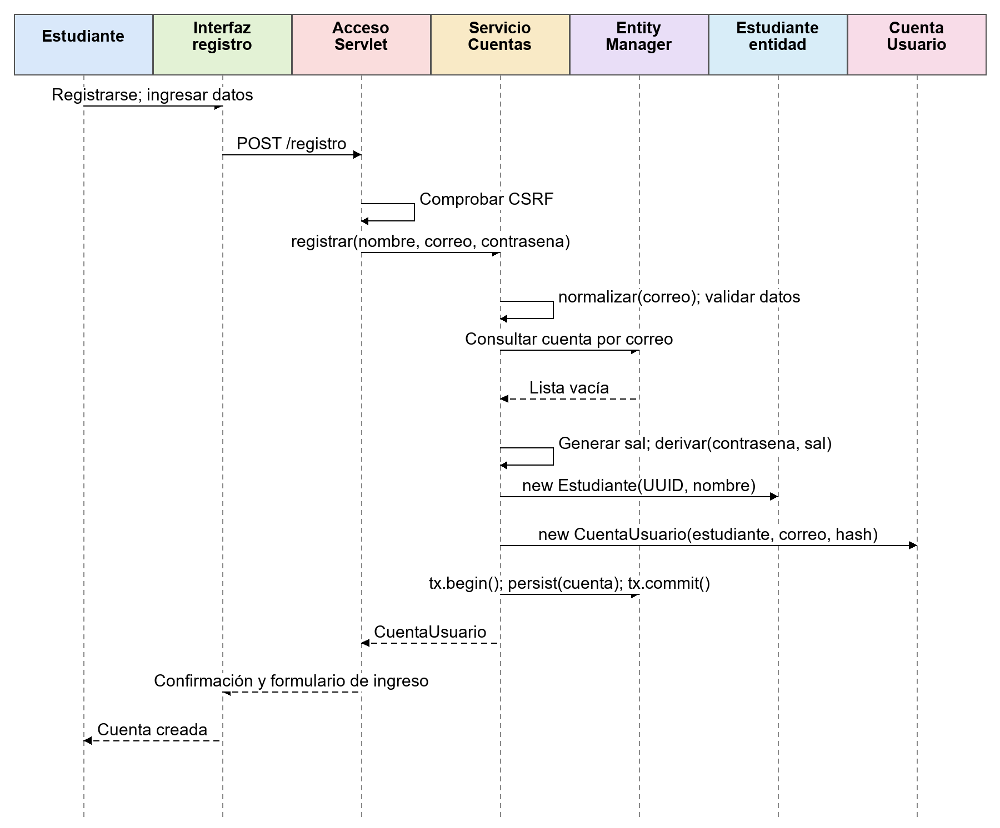 Estudiante
Interfaz
registro
Acceso
Servlet
Servicio
Cuentas
Entity
Manager
Estudiante
entidad
Cuenta
Usuario
Registrarse; ingresar datos
POST /registro
Comprobar CSRF
registrar(nombre, correo, contrasena)
normalizar(correo); validar datos
Consultar cuenta por correo
Lista vacía
Generar sal; derivar(contrasena, sal)
new Estudiante(UUID, nombre)
new CuentaUsuario(estudiante, correo, hash)
tx.begin(); persist(cuenta); tx.commit()
CuentaUsuario
Confirmación y formulario de ingreso
Cuenta creada